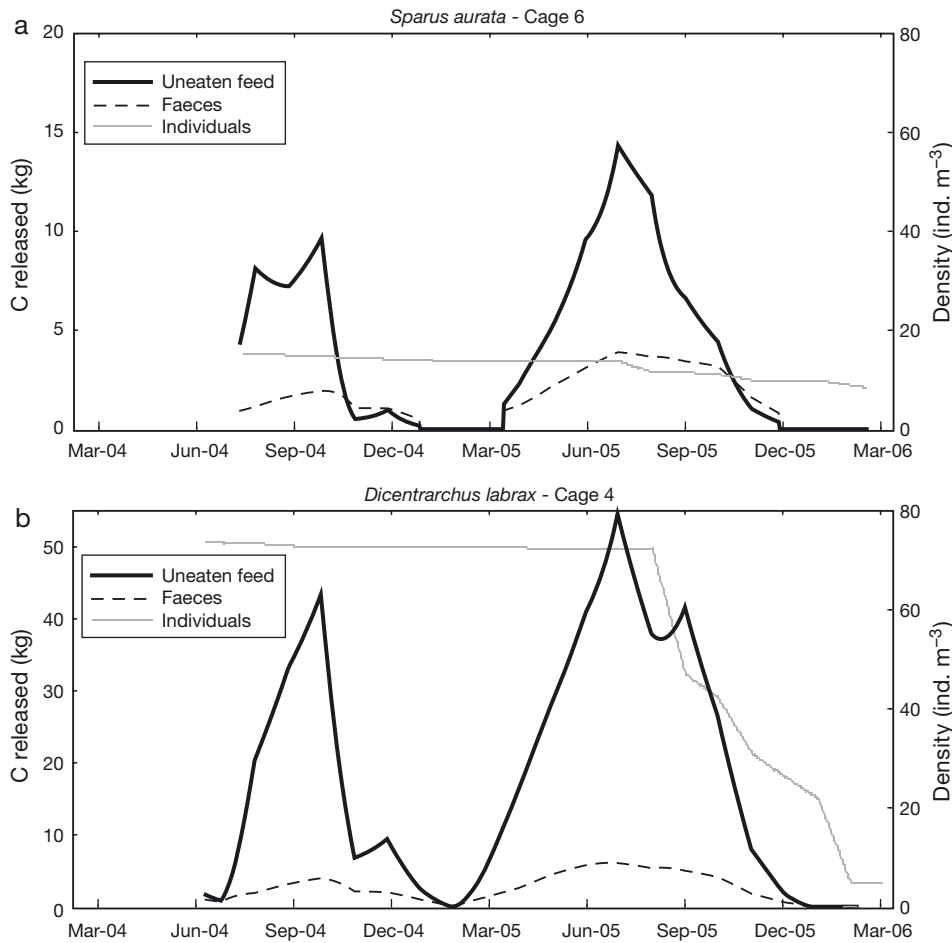 a
Sparus aurata - Cage 6
20
15
10
5
0
C released (kg)
Uneaten feed
Faeces
Individuals
80
60
40
20
0
Density (ind. m⁻³)
Mar-04 Jun-04 Sep-04 Dec-04 Mar-05 Jun-05 Sep-05 Dec-05 Mar-06
b
Dicentrarchus labrax - Cage 4
50
40
30
20
10
0
C released (kg)
Uneaten feed
Faeces
Individuals
80
60
40
20
0
Density (ind. m⁻³)
Mar-04 Jun-04 Sep-04 Dec-04 Mar-05 Jun-05 Sep-05 Dec-05 Mar-06